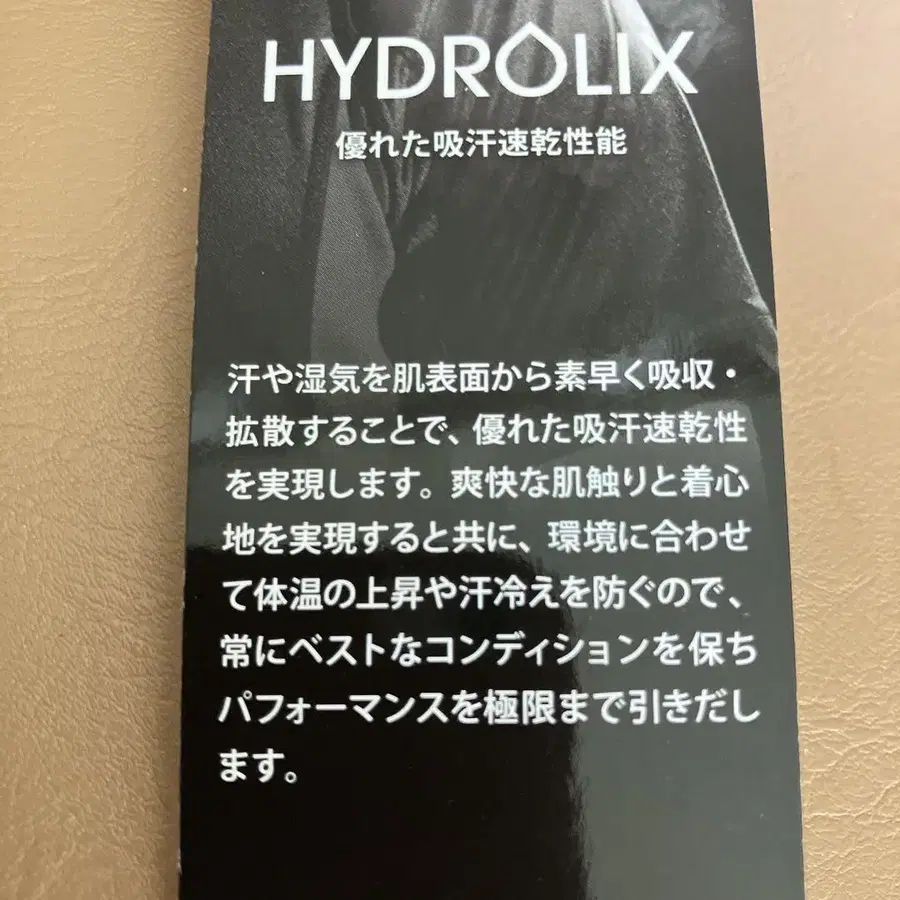 HYDROLIX
優れた吸汗速乾性能
汗や湿気を肌表面から素早く吸収・
拡散することで、優れた吸汗速乾性
を実現します。爽快な肌触りと着心
地を実現すると共に、環境に合わせ
て体温の上昇や汗冷えを防ぐので、
常にベストなコンディションを保ち
パフォーマンスを極限まで引きだし
ます。